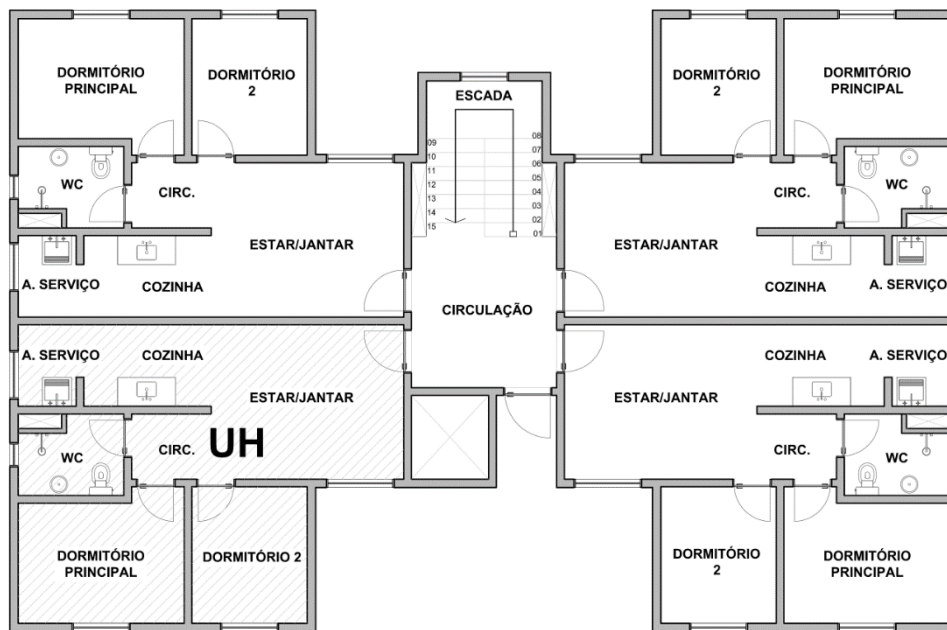 DORMITÓRIO
PRINCIPAL
DORMITÓRIO
2
ESCADA
DORMITÓRIO
2
DORMITÓRIO
PRINCIPAL
09
10
11
12
13
14
15
08
07
06
05
04
03
02
01
WC
CIRC.
CIRC.
WC
ESTAR/JANTAR
ESTAR/JANTAR
A. SERVIÇO
COZINHA
COZINHA
A. SERVIÇO
CIRCULAÇÃO
A. SERVIÇO
COZINHA
COZINHA
A. SERVIÇO
ESTAR/JANTAR
ESTAR/JANTAR
WC
CIRC.
UH
CIRC.
WC
DORMITÓRIO
PRINCIPAL
DORMITÓRIO 2
DORMITÓRIO
2
DORMITÓRIO
PRINCIPAL